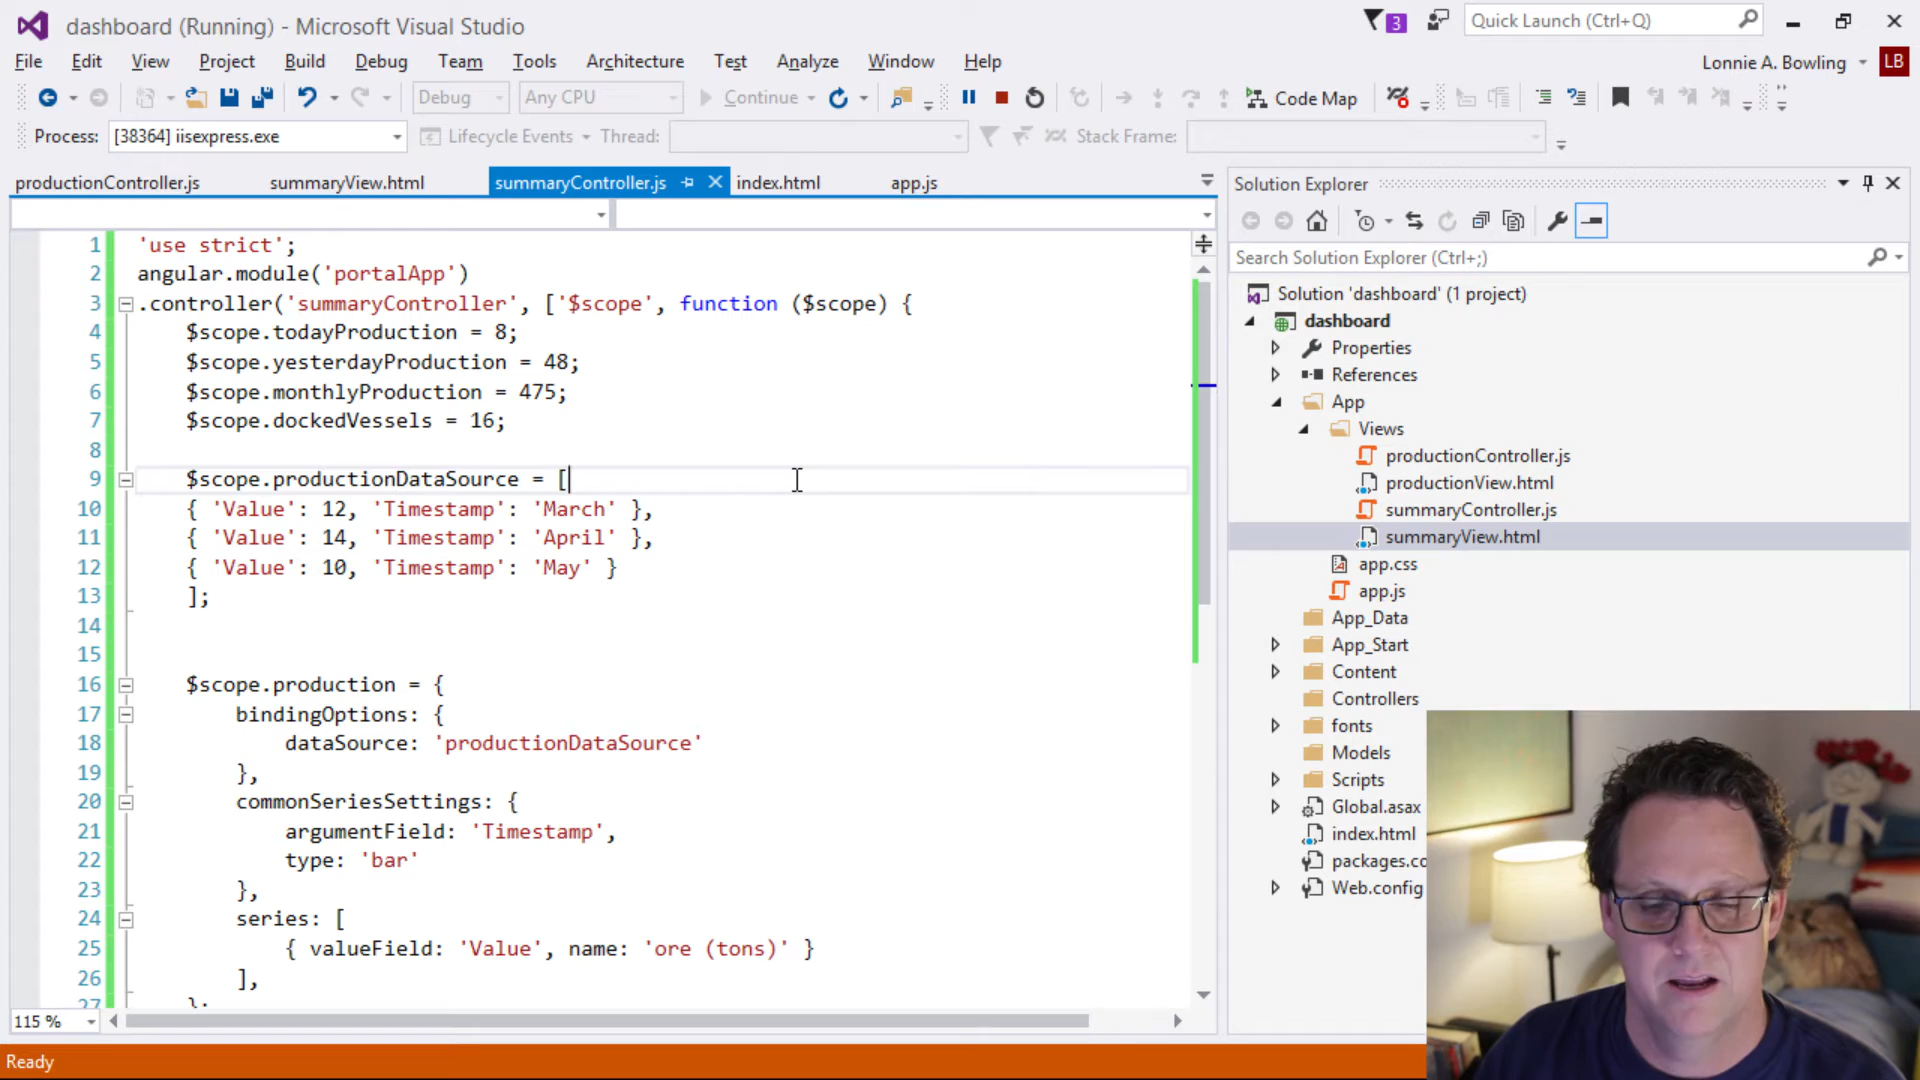 dashboard (Running) - Microsoft Visual Studio
3
Quick Launch (Ctrl+Q)
File Edit View Project Build Debug Team Tools Architecture Test Analyze Window Help
Lonnie A. Bowling LB
Debug Any CPU Continue Code Map
Process: [38364] iisexpress.exe Lifecycle Events Thread: Stack Frame:
productionController.js summaryView.html summaryController.js index.html app.js
1 'use strict';
2 angular.module('portalApp')
3 .controller('summaryController', ['$scope', function ($scope) {
4 $scope.todayProduction = 8;
5 $scope.yesterdayProduction = 48;
6 $scope.monthlyProduction = 475;
7 $scope.dockedVessels = 16;
8
9 $scope.productionDataSource = [
10 { 'Value': 12, 'Timestamp': 'March' },
11 { 'Value': 14, 'Timestamp': 'April' },
12 { 'Value': 10, 'Timestamp': 'May' }
13 ];
14
15
16 $scope.production = {
17 bindingOptions: {
18 dataSource: 'productionDataSource'
19 },
20 commonSeriesSettings: {
21 argumentField: 'Timestamp',
22 type: 'bar'
23 },
24 series: [
25 { valueField: 'Value', name: 'ore (tons)' }
26 ],
27 };
115 %
Ready
Solution Explorer
Search Solution Explorer (Ctrl+;)
Solution 'dashboard' (1 project)
dashboard
Properties
References
App
Views
productionController.js
productionView.html
summaryController.js
summaryView.html
app.css
app.js
App_Data
App_Start
Content
Controllers
fonts
Models
Scripts
Global.asax
index.html
packages.co
Web.config